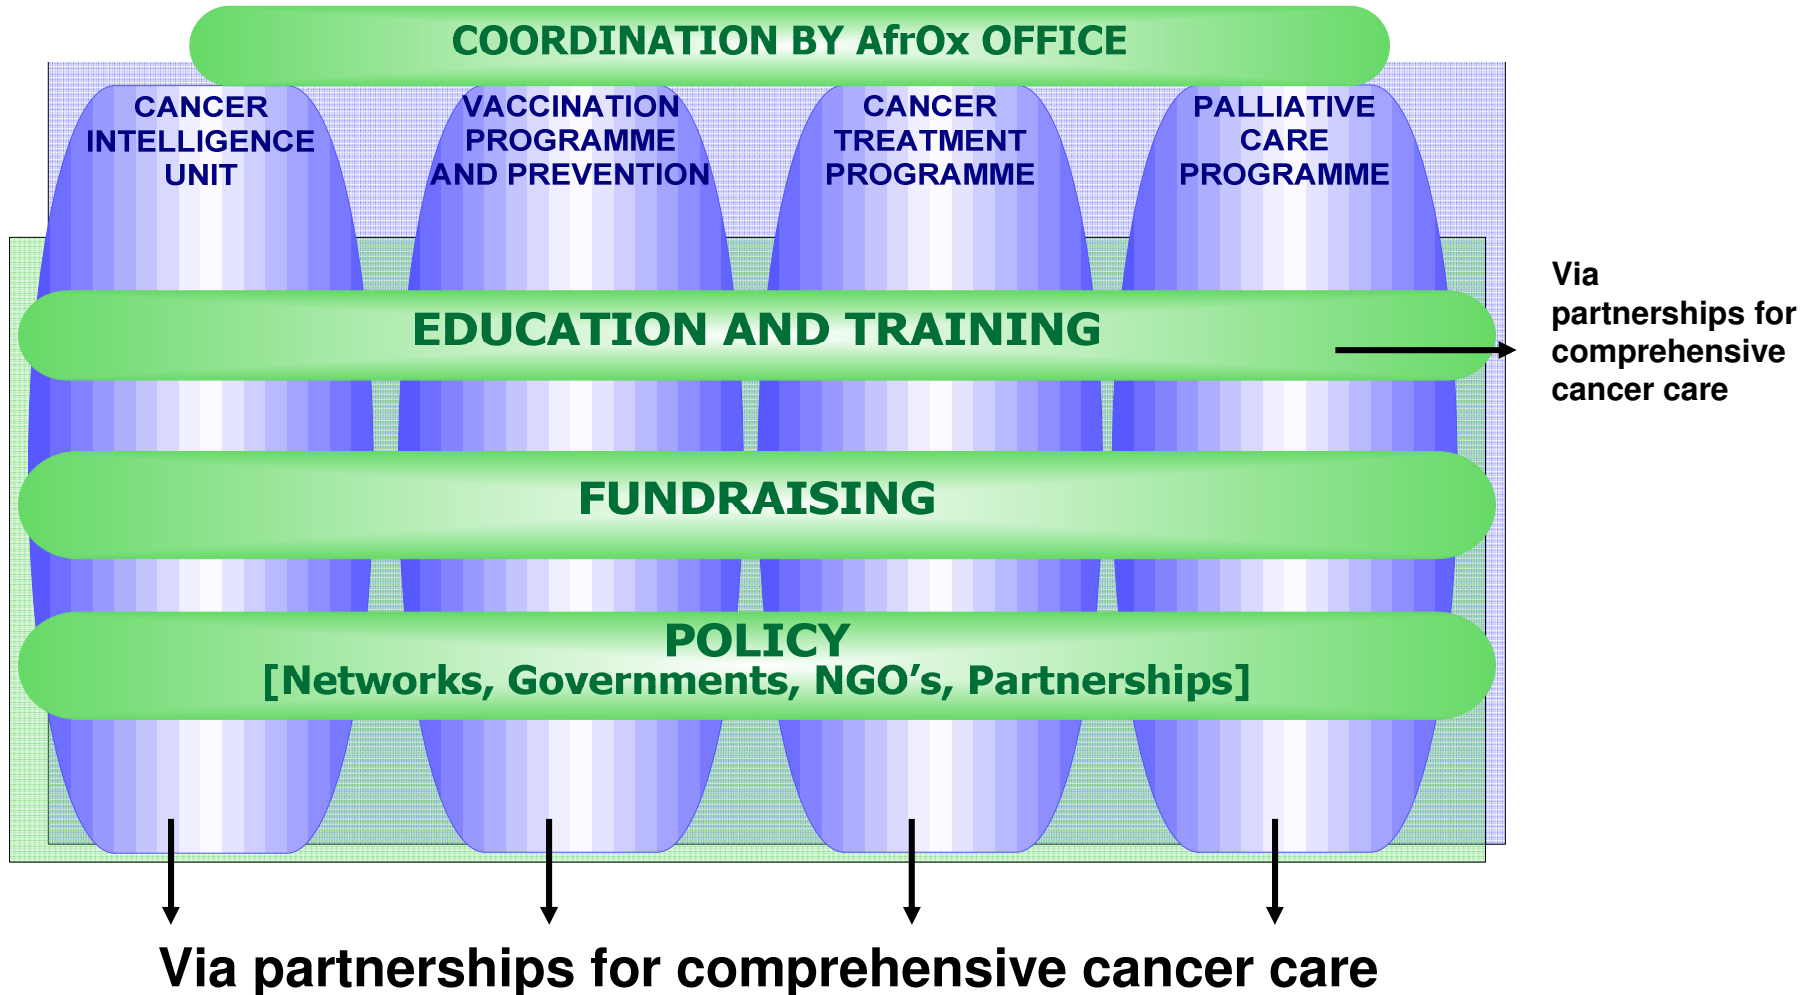 COORDINATION BY AfrOx OFFICE
CANCER
INTELLIGENCE
UNIT
VACCINATION
PROGRAMME
AND PREVENTION
CANCER
TREATMENT
PROGRAMME
PALLIATIVE
CARE
PROGRAMME
EDUCATION AND TRAINING
Via
partnerships for
comprehensive
cancer care
FUNDRAISING
POLICY
[Networks, Governments, NGO’s, Partnerships]
Via partnerships for comprehensive cancer care